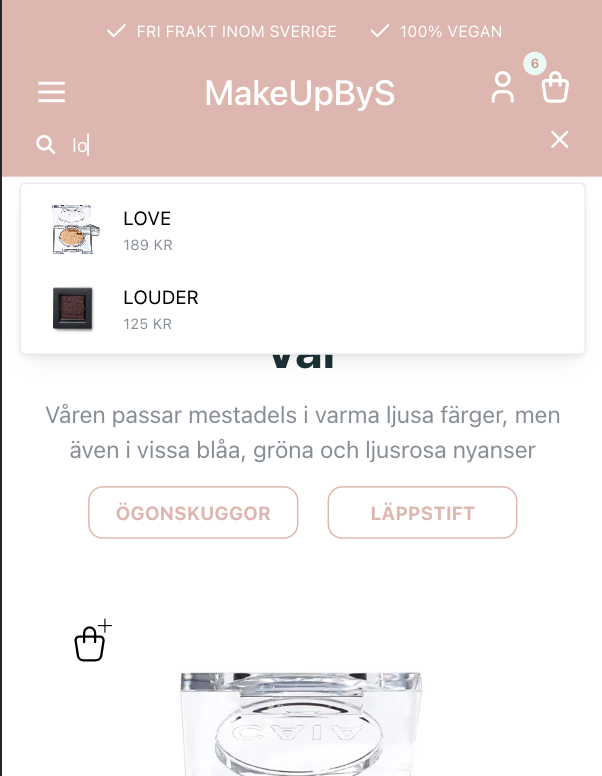 FRI FRAKT INOM SVERIGE 100% VEGAN
6
MakeUpByS
lo
LOVE
189 KR
LOUDER
125 KR
Vår
Våren passar mestadels i varma ljusa färger, men
även i vissa blåa, gröna och ljusrosa nyanser
ÖGONSKUGGOR LÄPPSTIFT
CAIA